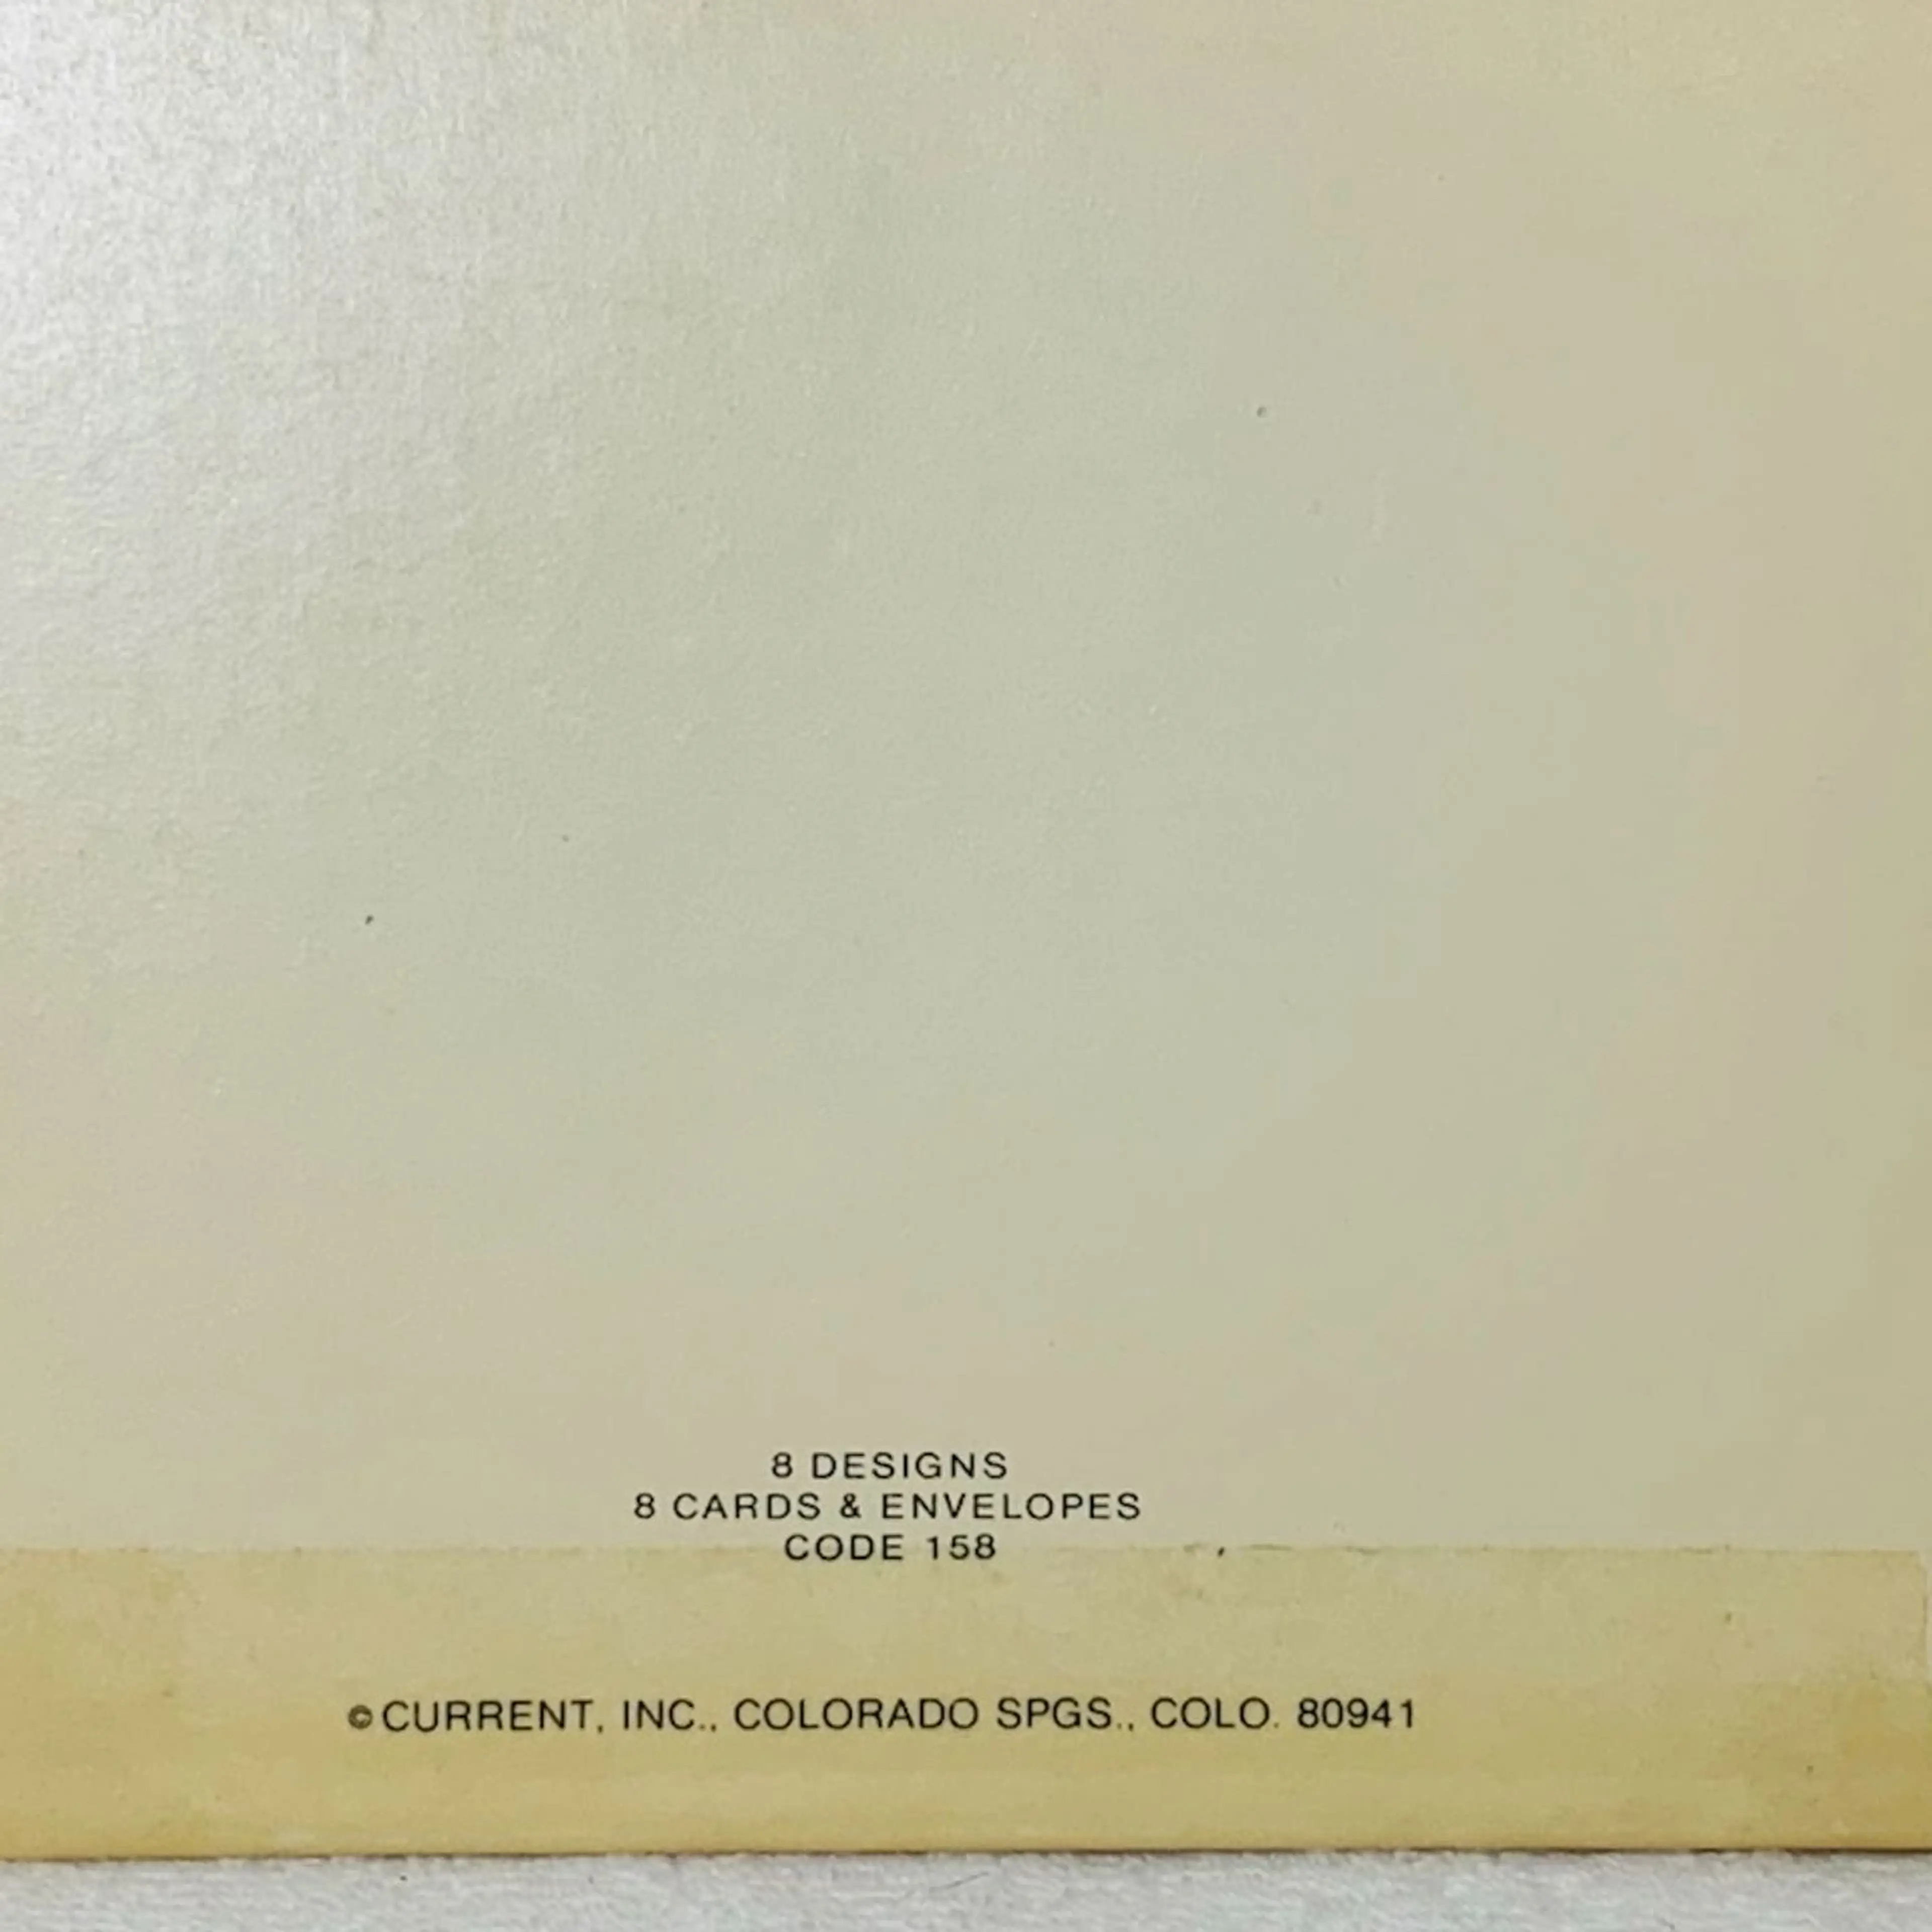 8 DESIGNS
8 CARDS & ENVELOPES
CODE 158
©CURRENT, INC., COLORADO SPGS., COLO. 80941